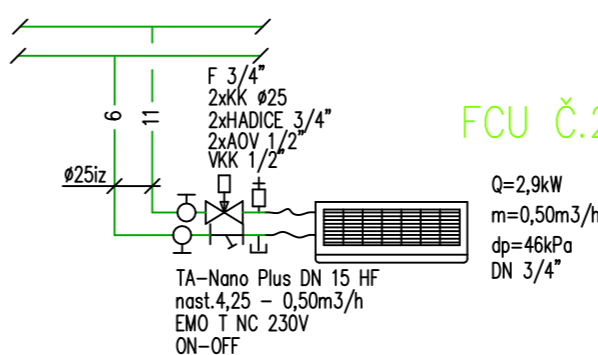 F 3/4"
2xKK ø25
2xHADICE 3/4"
2xAOV 1/2"
VKK 1/2"
6
11
ø25iz
FCU Č.2
Q=2,9kW
m=0,50m3/h
dp=46kPa
DN 3/4"
TA-Nano Plus DN 15 HF
nast.4,25 - 0,50m3/h
EMO T NC 230V
ON-OFF